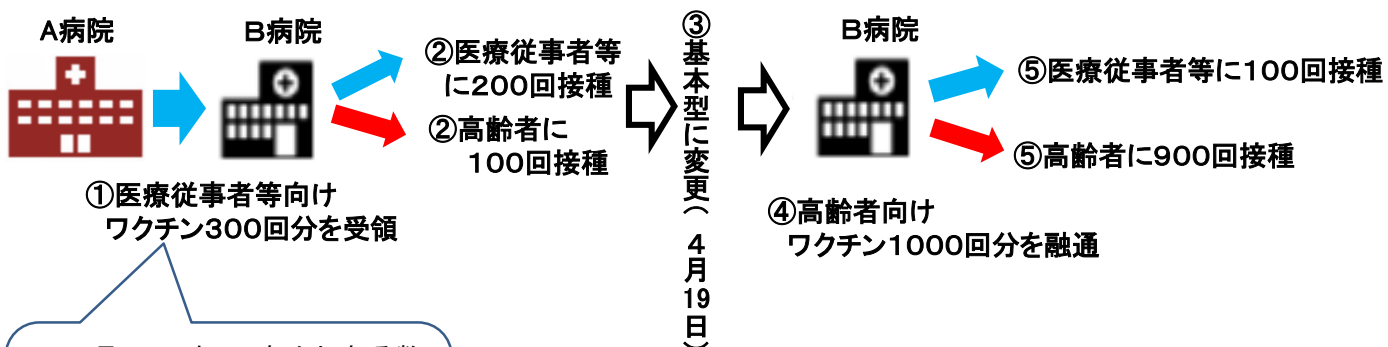 A病院
B病院
②医療従事者等
に200回接種
②高齢者に
100回接種
①医療従事者等向け
ワクチン300回分を受領
③基本型に変更(4月19日)
B病院
⑤医療従事者等に100回接種
⑤高齢者に900回接種
④高齢者向け
ワクチン1000回分を融通